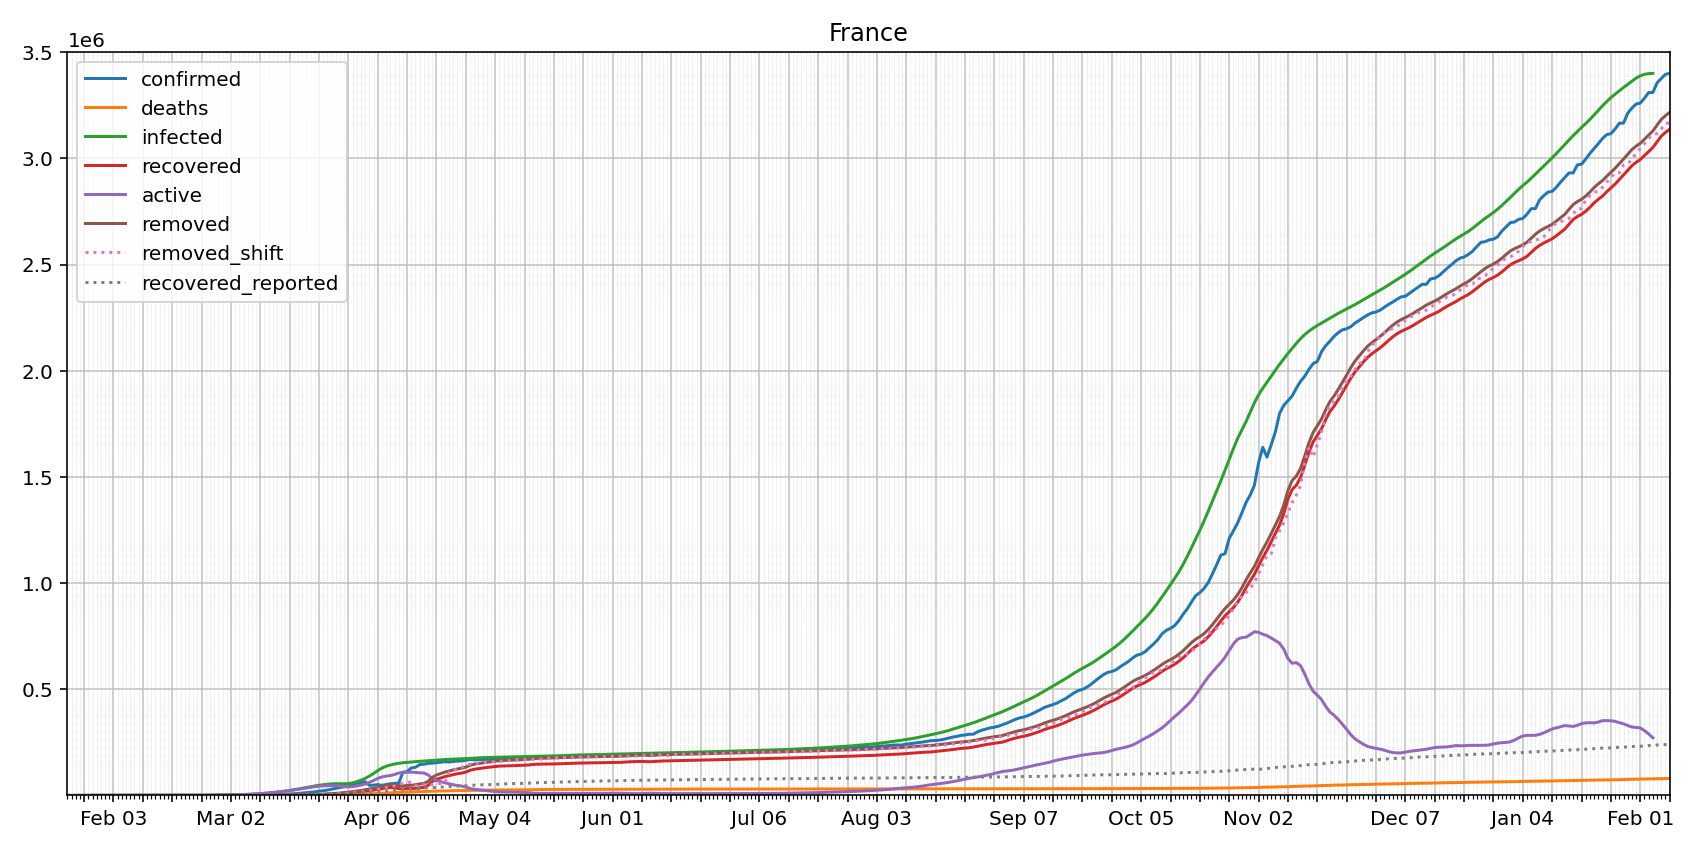 France
1e6
3.5
3.0
2.5
2.0
1.5
1.0
0.5
confirmed
deaths
infected
recovered
active
removed
removed_shift
recovered_reported
Feb 03 Mar 02 Apr 06 May 04 Jun 01 Jul 06 Aug 03 Sep 07 Oct 05 Nov 02 Dec 07 Jan 04 Feb 01